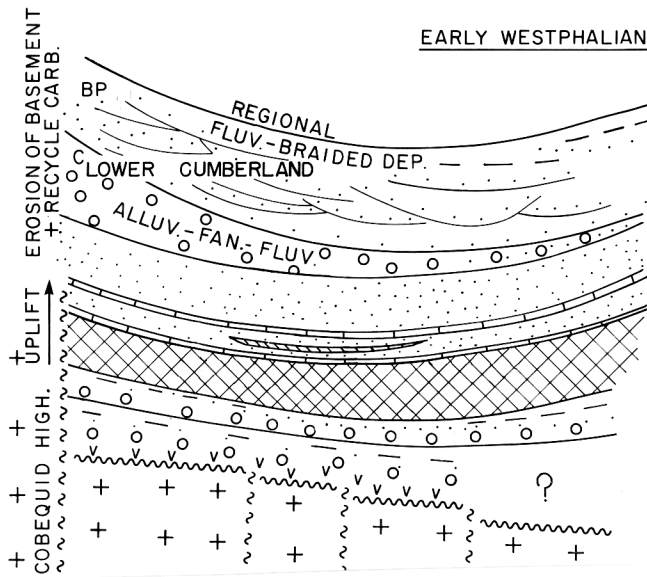 EARLY WESTPHALIAN
EROSION OF BASEMENT
+ RECYCLE CARB.
BP
REGIONAL
FLUV.-BRAIDED DEP.
C
LOWER CUMBERLAND
ALLUV.-FAN.-FLUV
UPLIFT
COBEQUID HIGH.
?